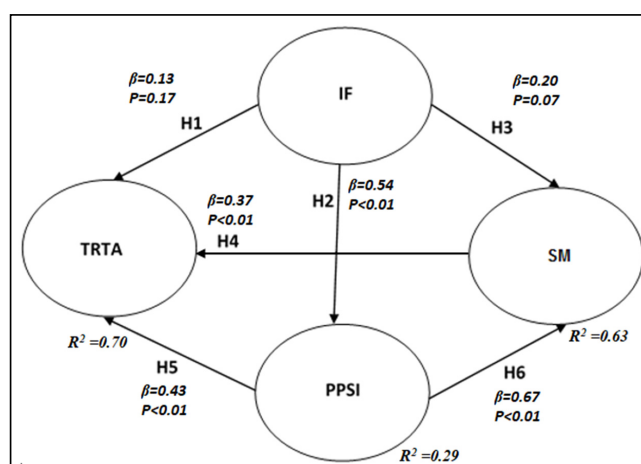 β=0.13
P=0.17
H1
IF
β=0.20
P=0.07
H3
β=0.37
P<0.01
H4
H2
β=0.54
P<0.01
TRTA
SM
R² =0.70
R² =0.63
H5
β=0.43
P<0.01
PPSI
H6
β=0.67
P<0.01
R² =0.29